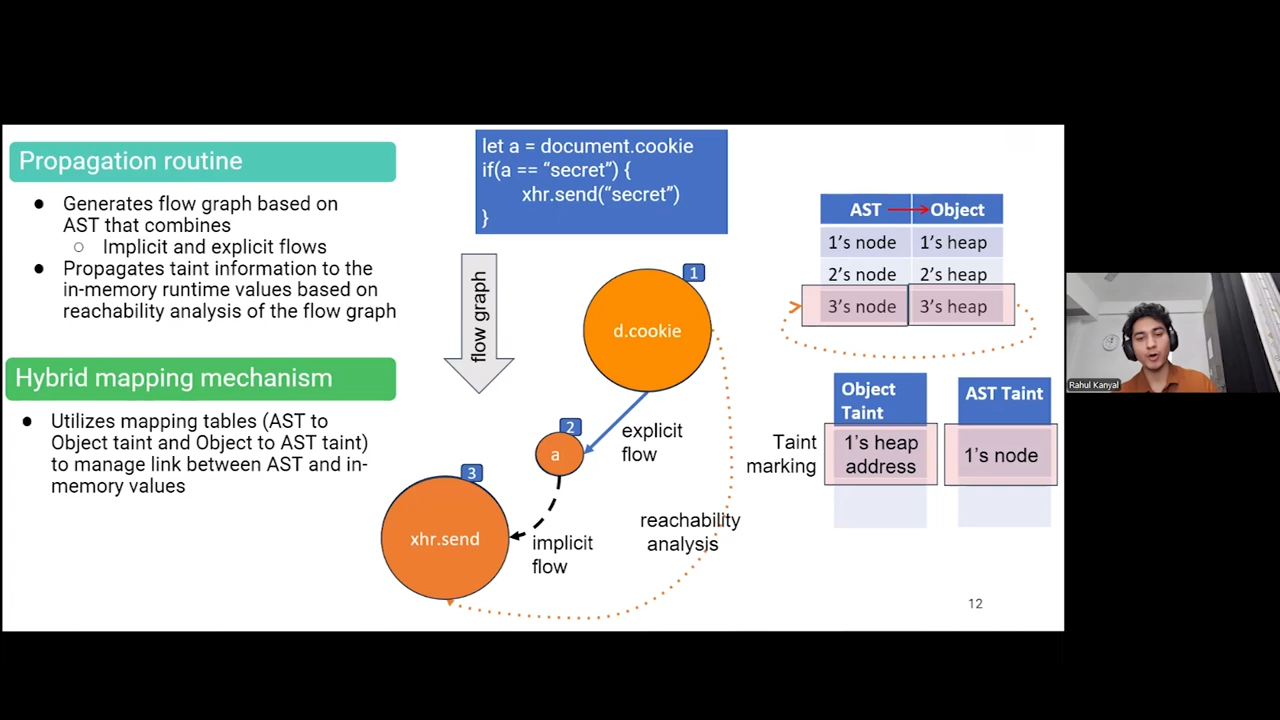 Propagation routine
● Generates flow graph based on
AST that combines
○ Implicit and explicit flows
● Propagates taint information to the
in-memory runtime values based on
reachability analysis of the flow graph
Hybrid mapping mechanism
● Utilizes mapping tables (AST to
Object taint and Object to AST taint)
to manage link between AST and in-
memory values
let a = document.cookie
if(a == “secret”) {
xhr.send(“secret”)
}
flow graph
1
d.cookie
explicit
flow
2
a
3
xhr.send
implicit
flow
reachability
analysis
AST Object
1’s node 1’s heap
2’s node 2’s heap
3’s node 3’s heap
Object
Taint
AST Taint
Taint
marking
1’s heap
address
1’s node
12
Rahul Kanyal